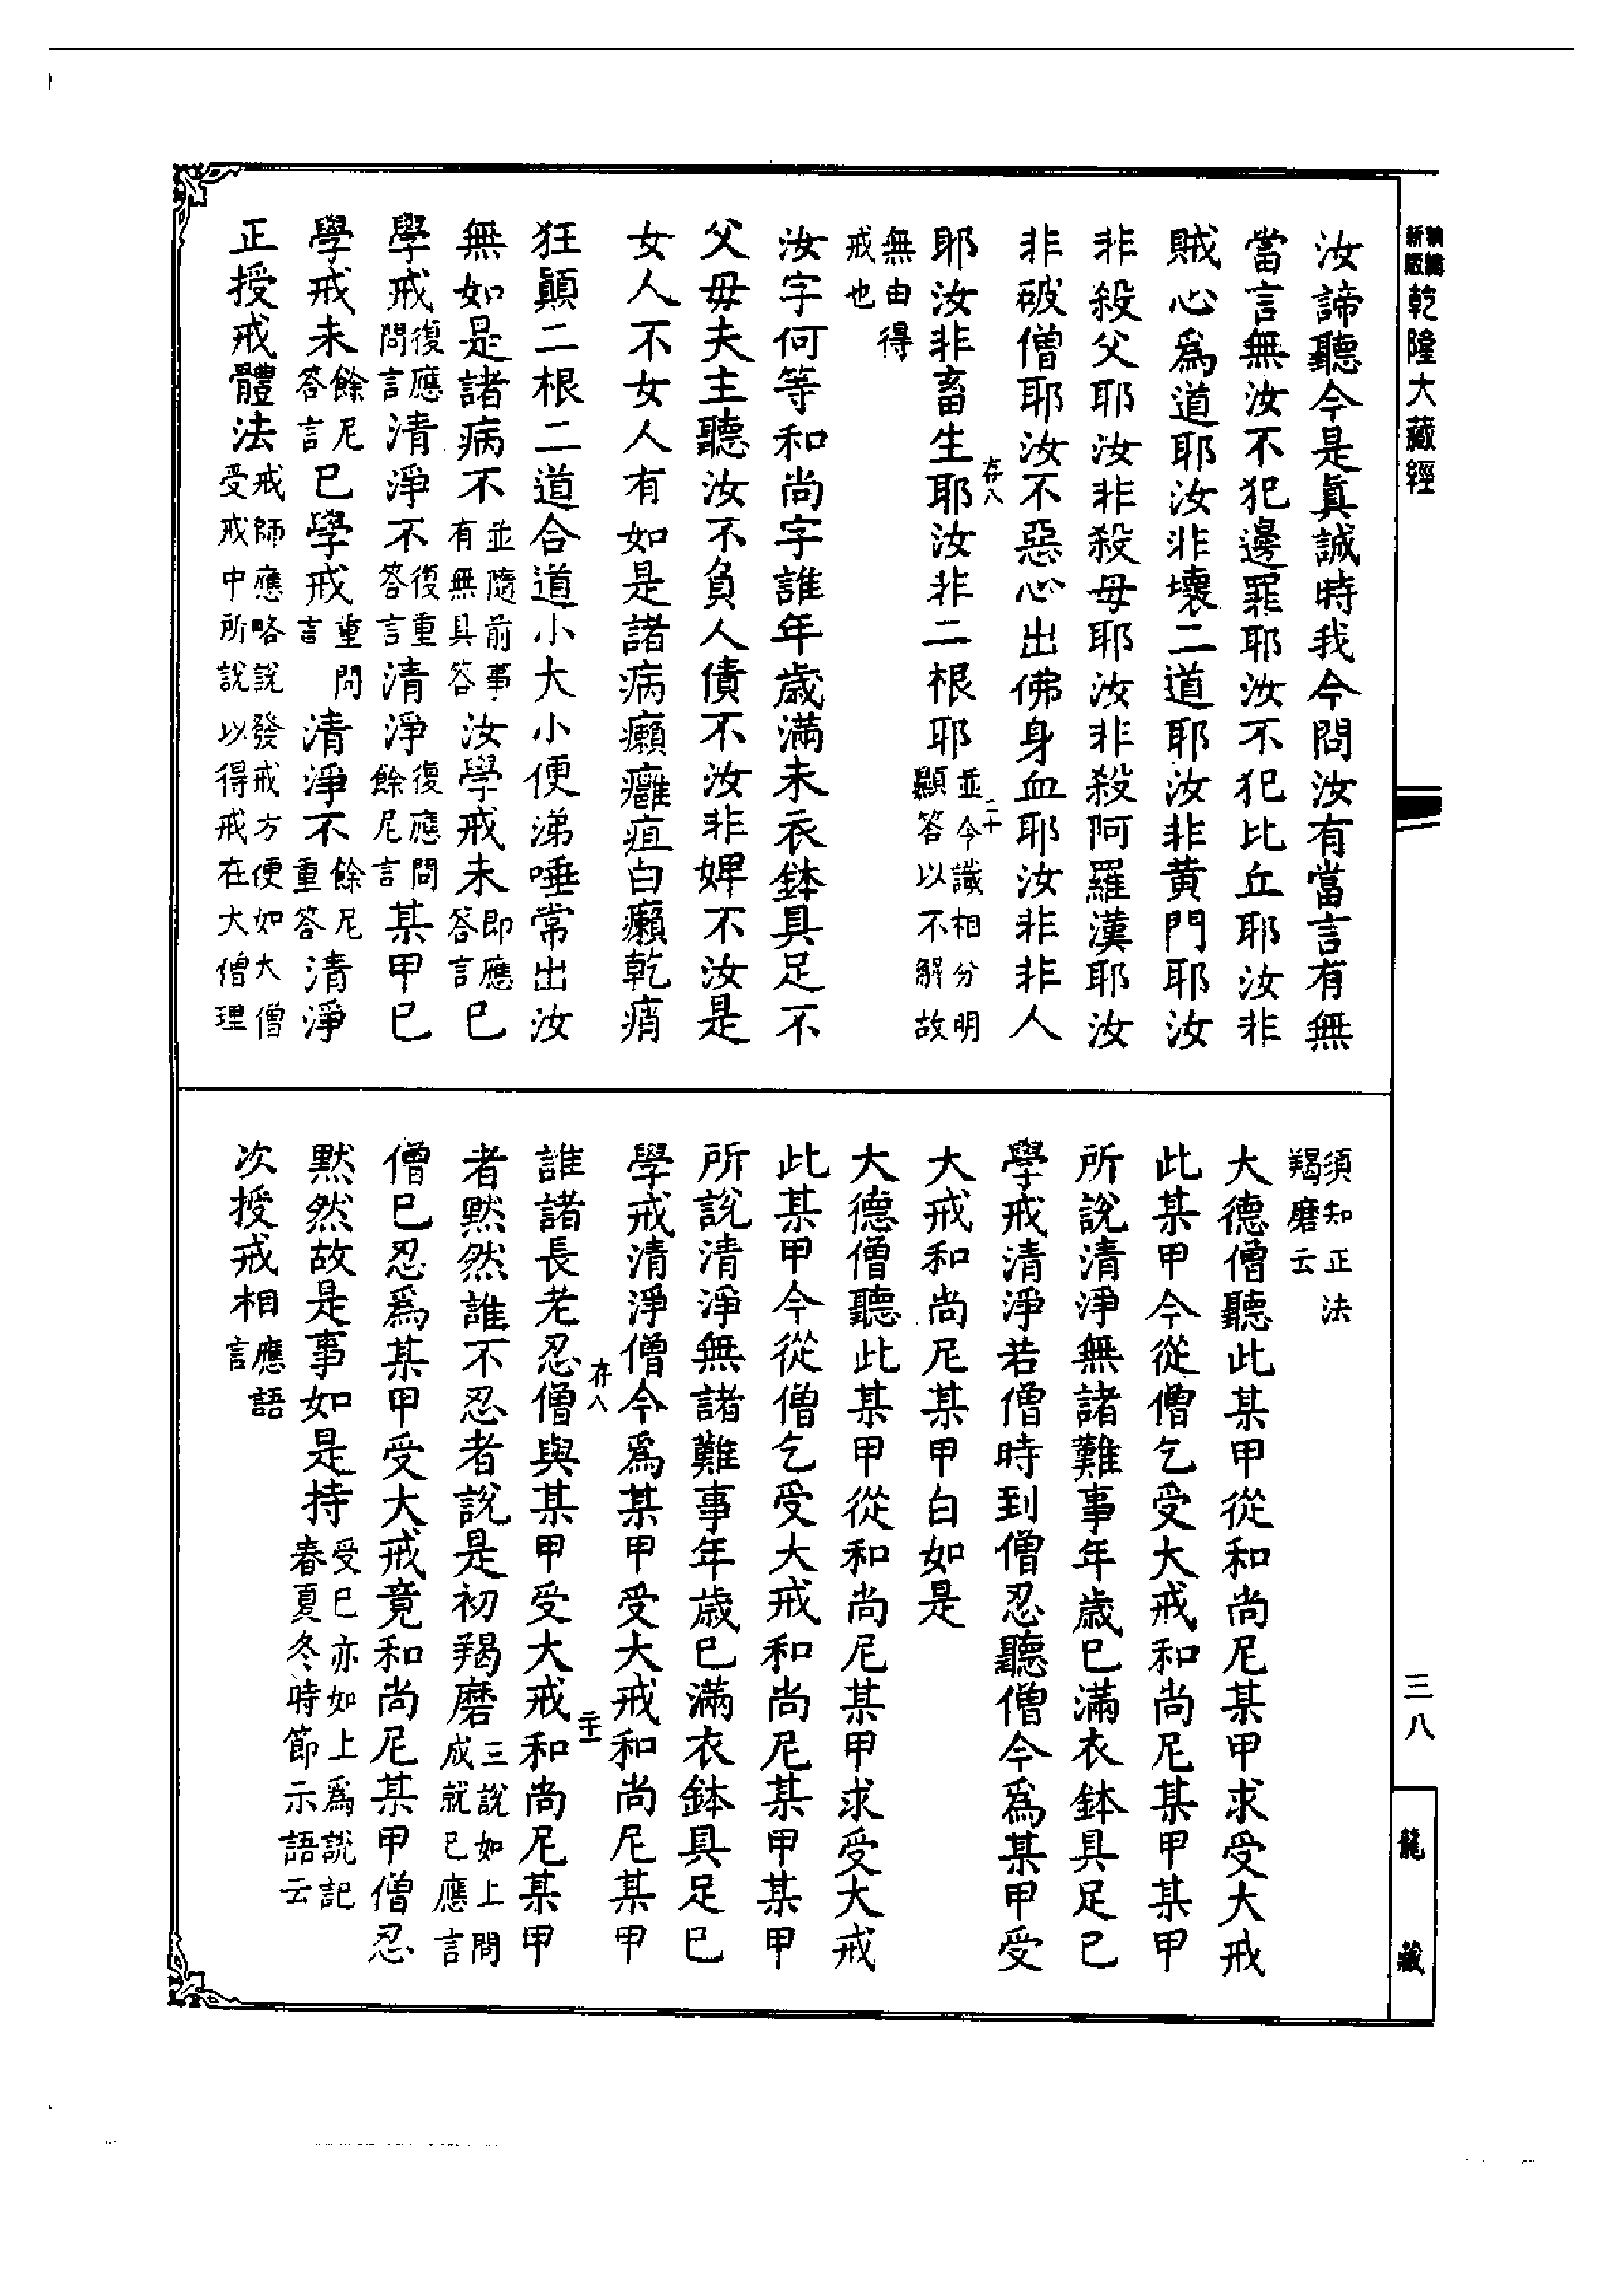 新編
新版
乾隆大藏經
三八
龍藏
汝諦聽今是真誠時我今問汝有當言有無
當言無汝不犯邊罪耶汝不犯比丘耶汝非
賊心爲道耶汝非壞二道耶汝非黃門耶汝
非殺父耶汝非殺母耶汝非殺阿羅漢耶汝
非破僧耶汝不惡心出佛身血耶汝非非人
存八
二十
耶汝非畜生耶汝非二根耶
並今識相分明
顯答以不解故
無由得
戒也
汝字何等和尚字誰年歲滿未衣鉢具足不
父母夫主聽汝不負人債不汝非婢不汝是
女人不女人有如是諸病癩癰疽白癩乾痟
狂顛二根二道合道小大小便涕唾常出汝
無如是諸病不
並隨前事
有無具答
汝學戒未
即應
答言
已
學戒
復應
問言
清淨不
復重
答言
清淨
復應問
餘尼言
某甲已
學戒未
餘尼
答言
已學戒
重問
言
清淨不
餘尼
重答
清淨
正授戒體法
戒師應略說發戒方便如大僧
受戒中所說以得戒在大僧理
須知正法
羯磨云
大德僧聽此某甲從和尚尼某甲求受大戒
此某甲今從僧乞受大戒和尚尼某甲某甲
所說清淨無諸難事年歲已滿衣鉢具足已
學戒清淨若僧時到僧忍聽僧今爲某甲受
大戒和尚尼某甲白如是
大德僧聽此某甲從和尚尼某甲求受大戒
此某甲今從僧乞受大戒和尚尼某甲某甲
所說清淨無諸難事年歲已滿衣鉢具足已
學戒清淨僧今爲某甲受大戒和尚尼某甲
存八
二十一
誰諸長老忍僧與某甲受大戒和尚尼某甲
者黙然誰不忍者說是初羯磨
三說如上問
成就已應言
僧已忍爲某甲受大戒竟和尚尼某甲僧忍
黙然故是事如是持
受已亦如上爲說記
春夏冬時節示語云
次授戒相
應語
言